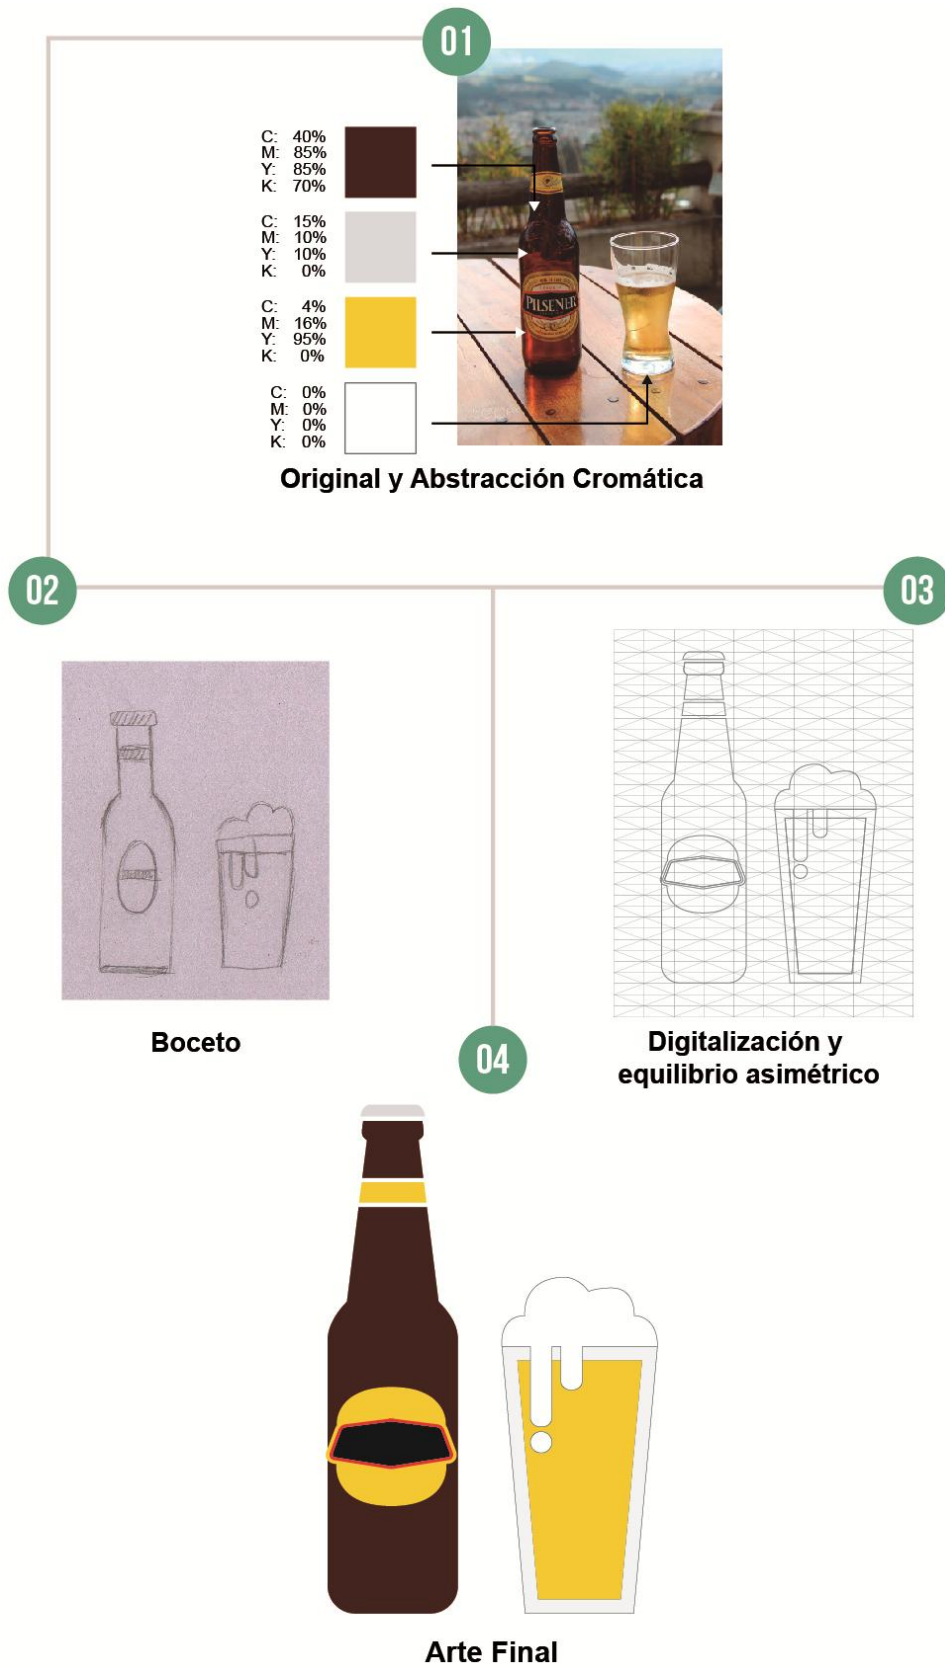 01
C: 40%
M: 85%
Y: 85%
K: 70%
C: 15%
M: 10%
Y: 10%
K: 0%
C: 4%
M: 16%
Y: 95%
K: 0%
C: 0%
M: 0%
Y: 0%
K: 0%
PILSENER
Original y Abstracción Cromática
02
03
Boceto
Digitalización y
equilibrio asimétrico
04
Arte Final